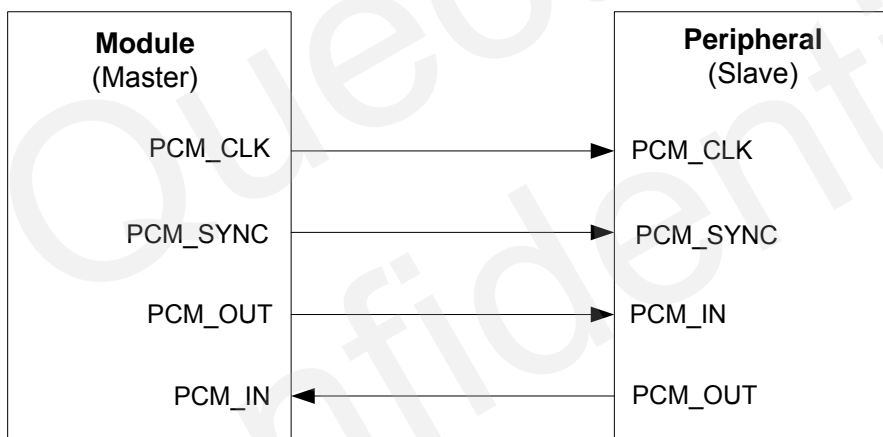 Module
(Master)
Peripheral
(Slave)
PCM_CLK
PCM_CLK
PCM_SYNC
PCM_SYNC
PCM_OUT
PCM_IN
PCM_IN
PCM_OUT